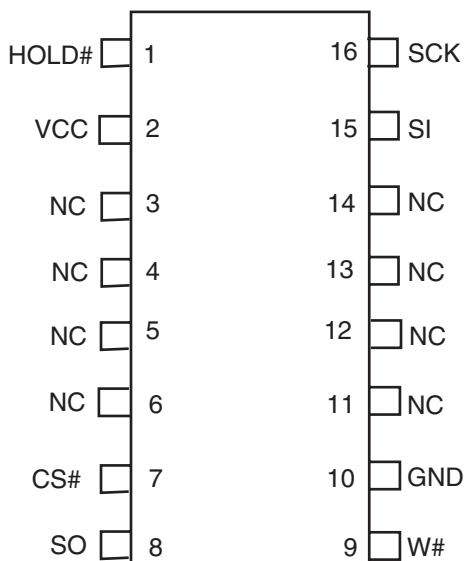 HOLD# 1 16 SCK
VCC 2 15 SI
NC 3 14 NC
NC 4 13 NC
NC 5 12 NC
NC 6 11 NC
CS# 7 10 GND
SO 8 9 W#